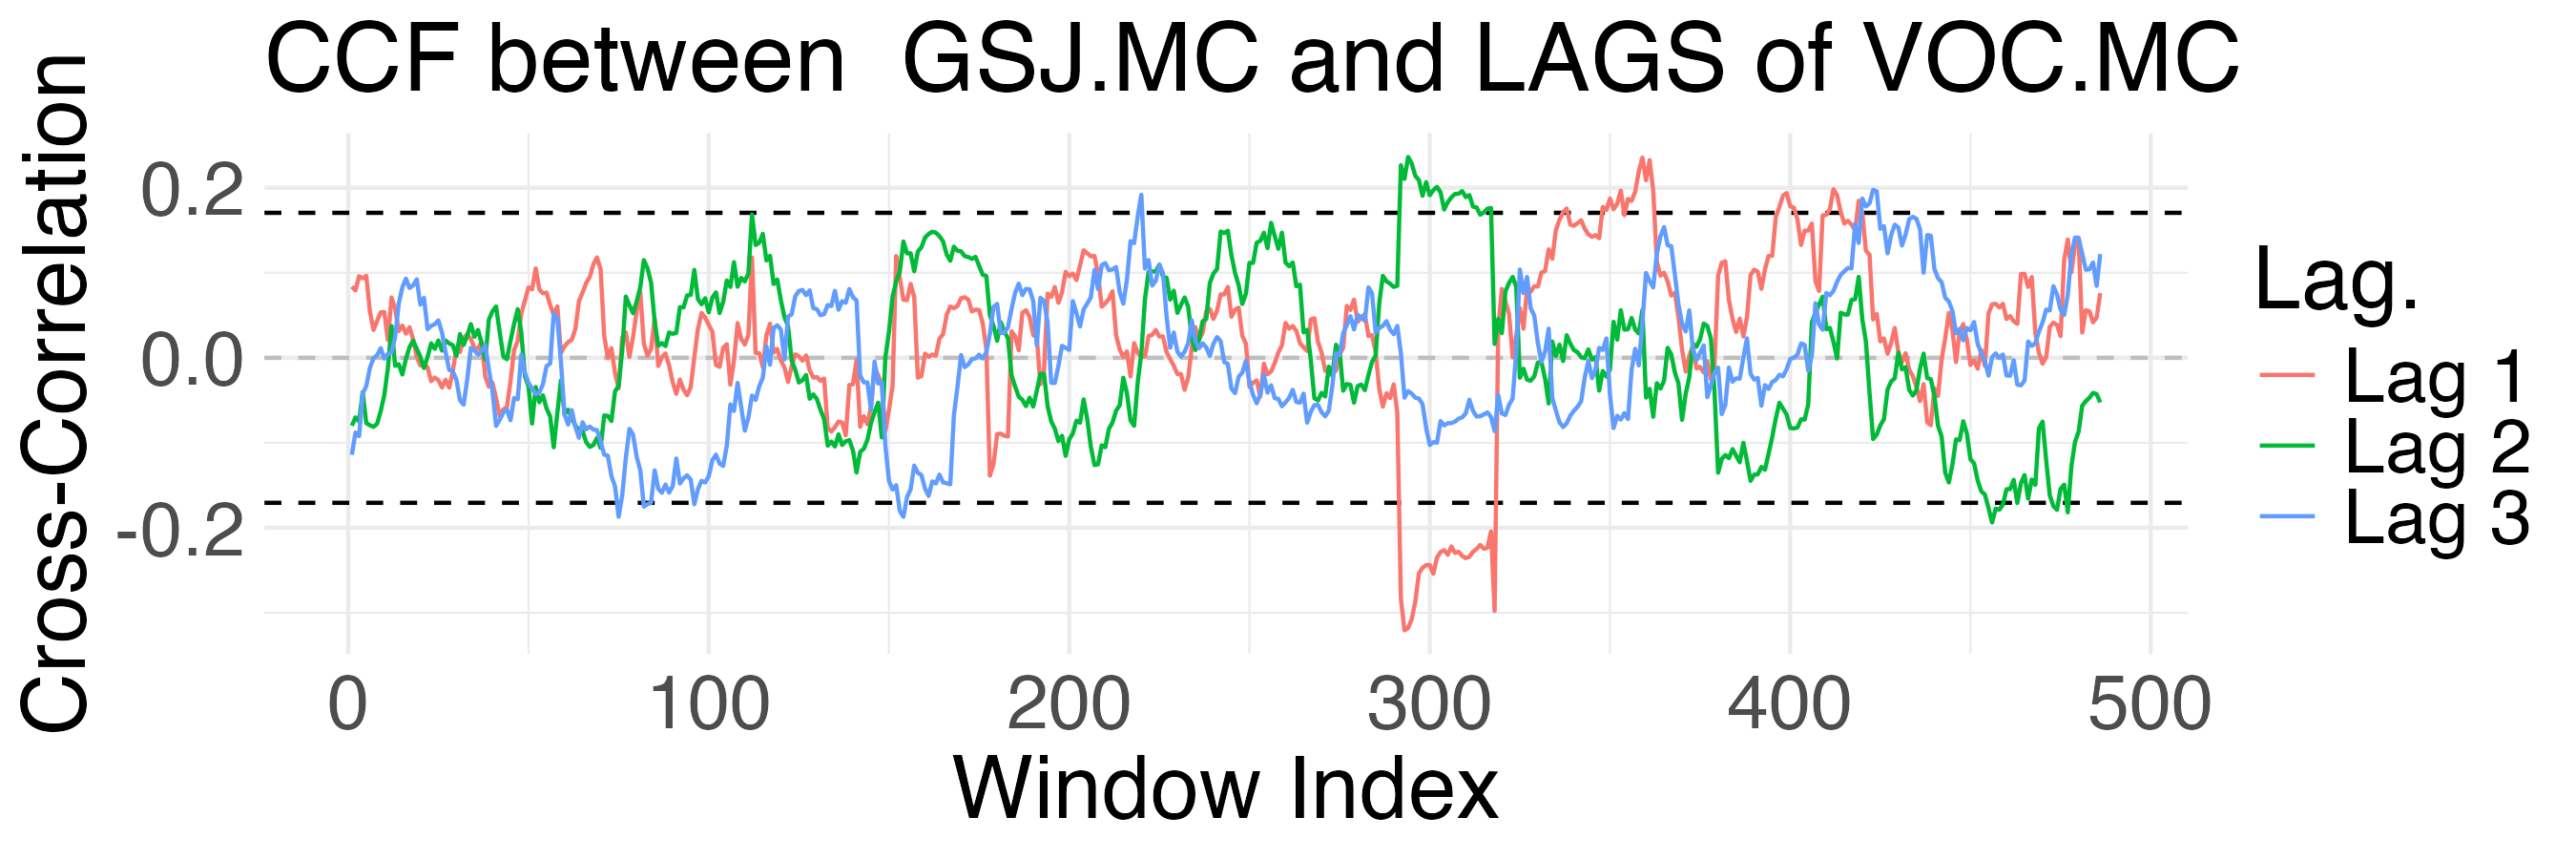 CCF between  GSJ.MC and LAGS of VOC.MC
Cross-Correlation
0.2
0.0
-0.2
0
100
200
300
400
500
Window Index
Lag.
Lag 1
Lag 2
Lag 3